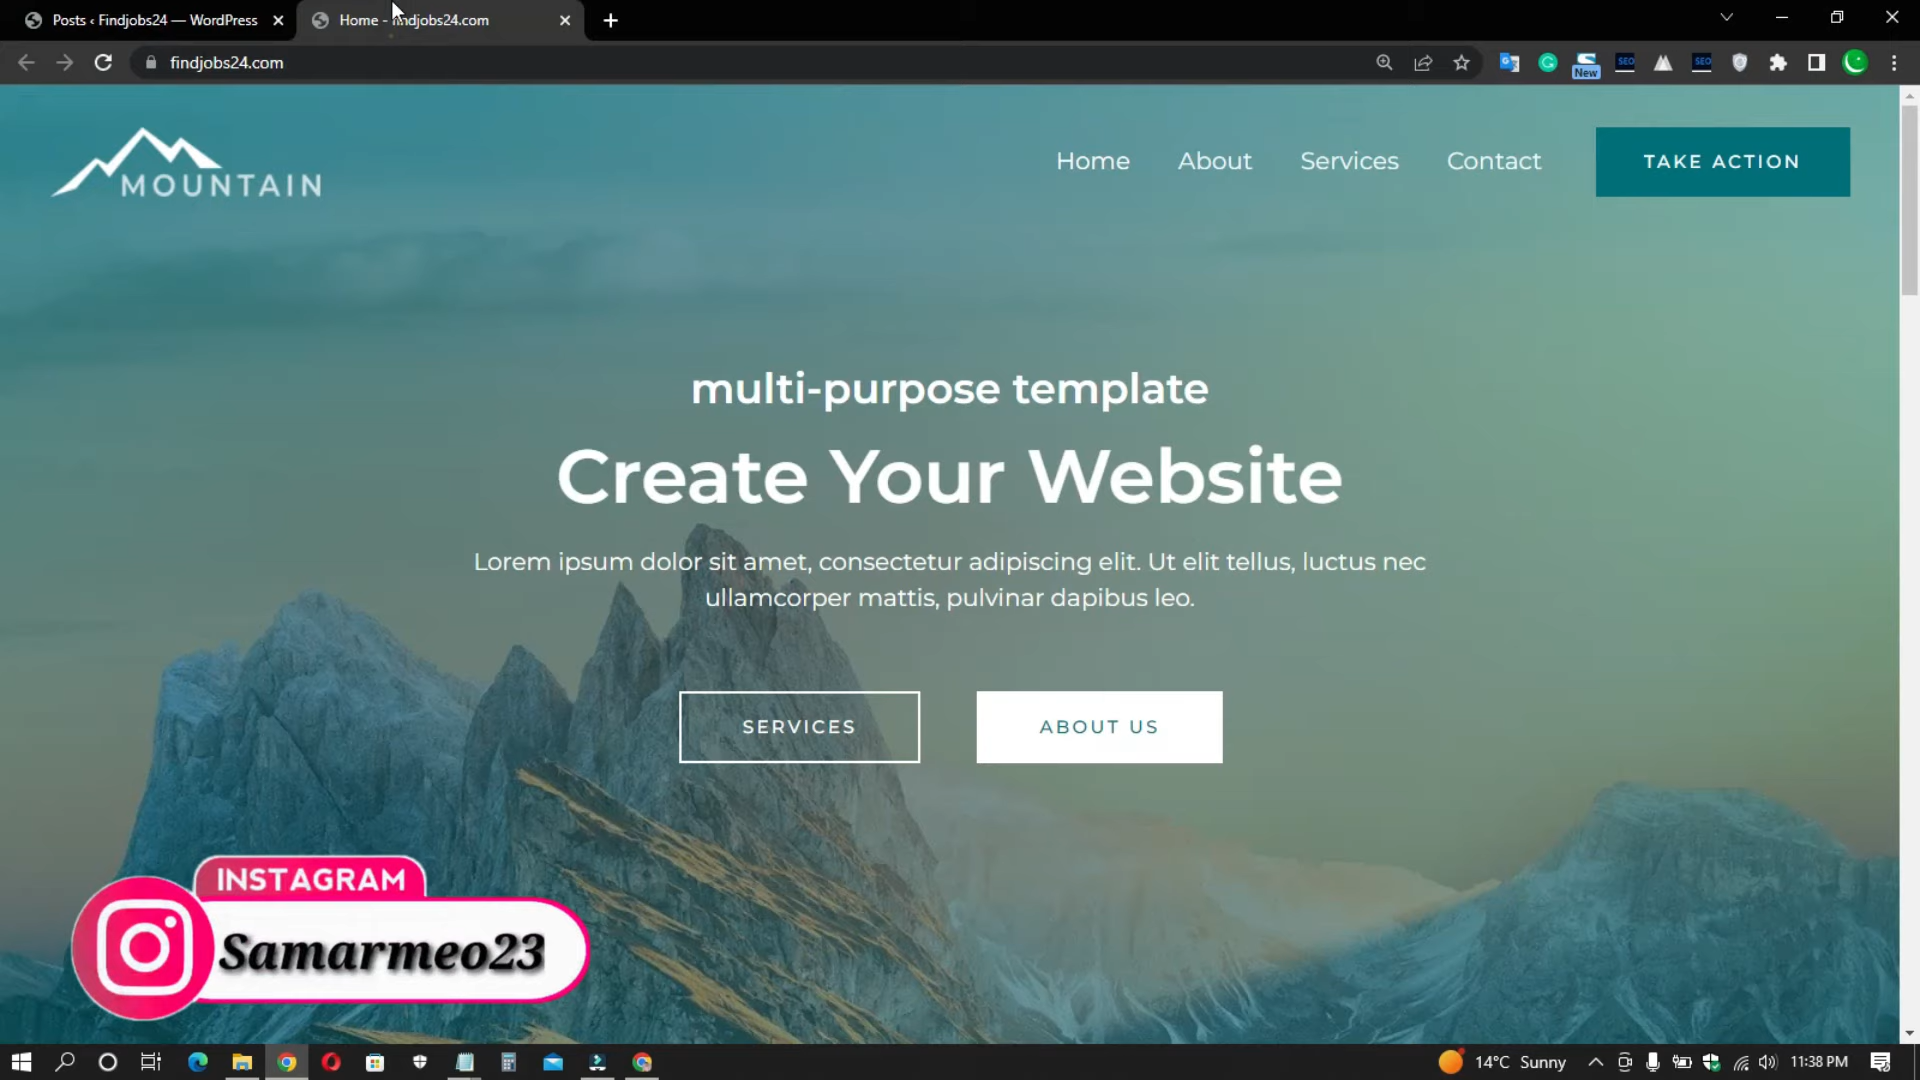 Posts ‹ Findjobs24 — WordPress
Home - findjobs24.com
findjobs24.com
New
SEO
SEO
MOUNTAIN
Home
About
Services
Contact
TAKE ACTION
multi-purpose template
Create Your Website
Lorem ipsum dolor sit amet, consectetur adipiscing elit. Ut elit tellus, luctus nec
ullamcorper mattis, pulvinar dapibus leo.
SERVICES
ABOUT US
INSTAGRAM
Samarmeo23
14°C Sunny
11:38 PM